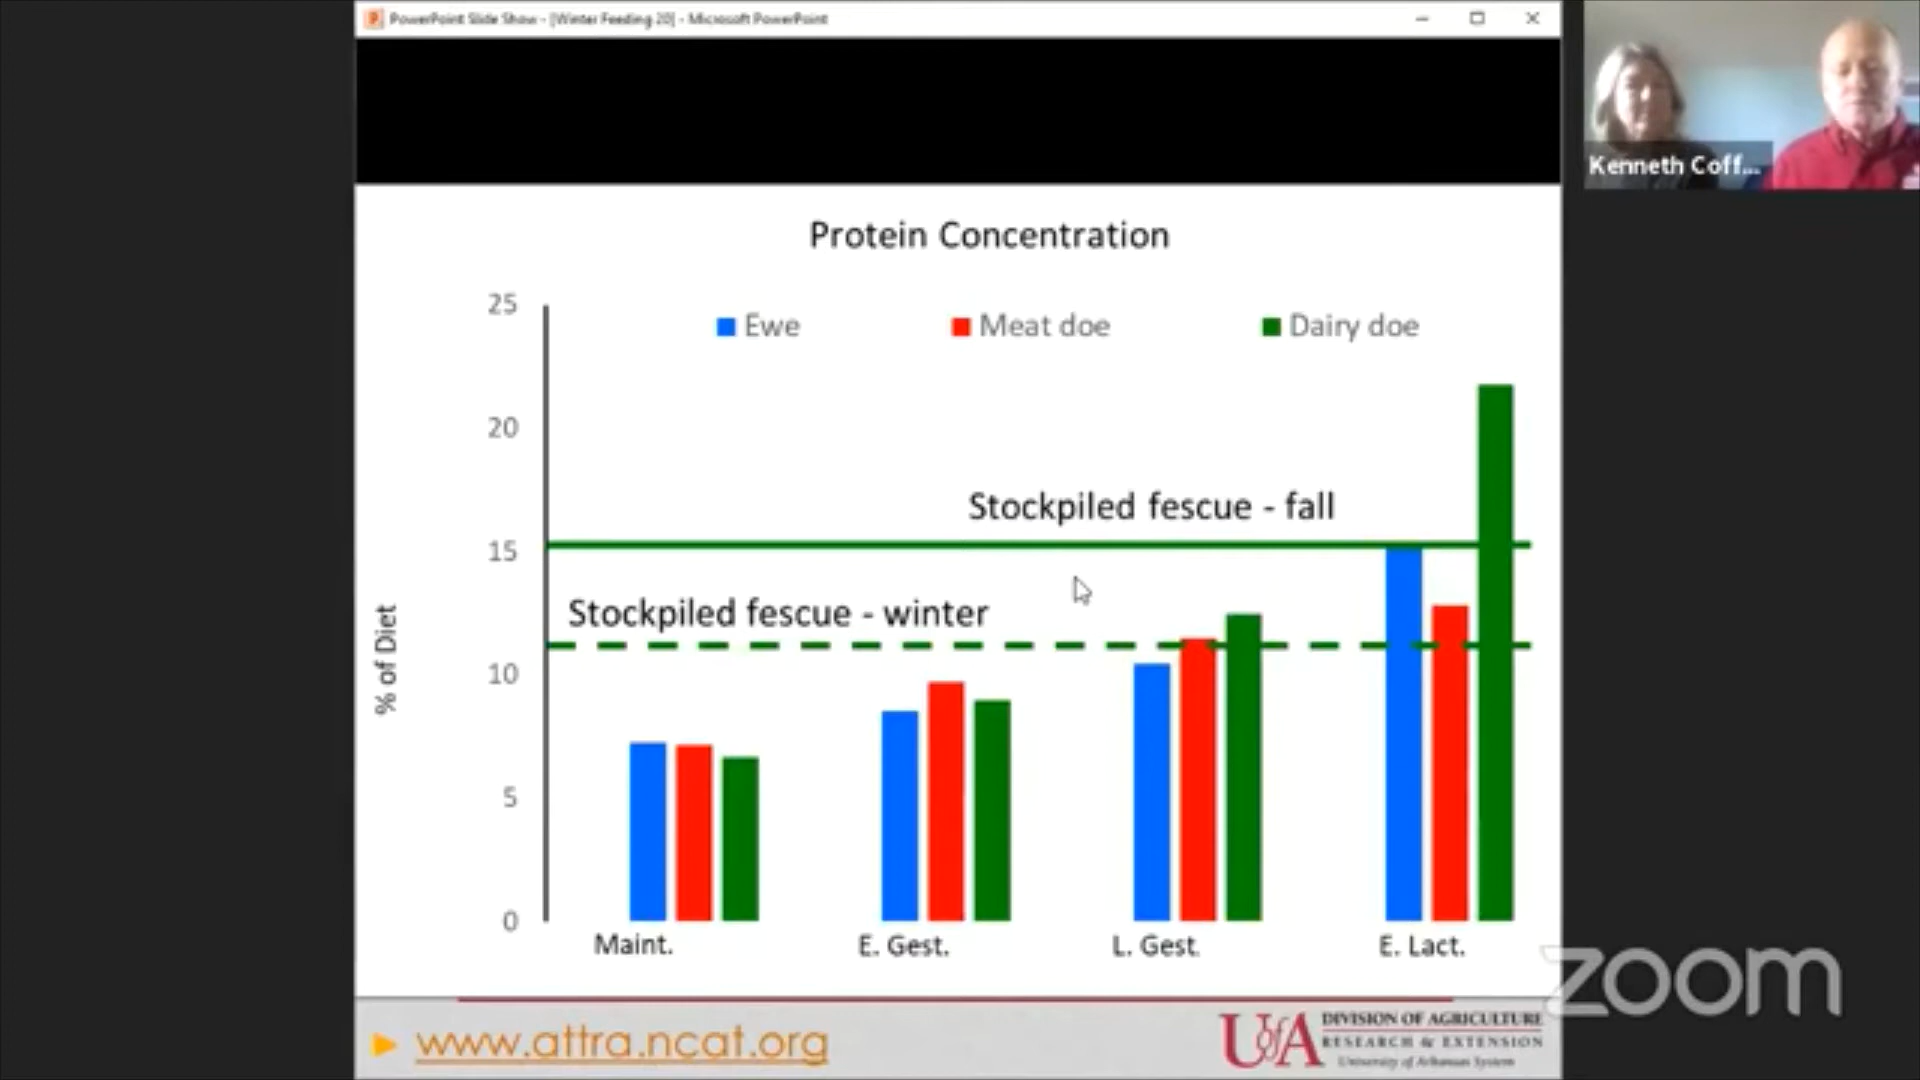 PowerPoint Slide Show - [Winter Feeding 20] - Microsoft PowerPoint
Kenneth Coff...
Protein Concentration
25
Ewe
Meat doe
Dairy doe
20
Stockpiled fescue - fall
15
Stockpiled fescue - winter
10
% of Diet
5
0
Maint.
E. Gest.
L. Gest.
E. Lact.
zoom
www.attra.ncat.org
UofA
DIVISION OF AGRICULTURE
RESEARCH & EXTENSION
University of Arkansas System